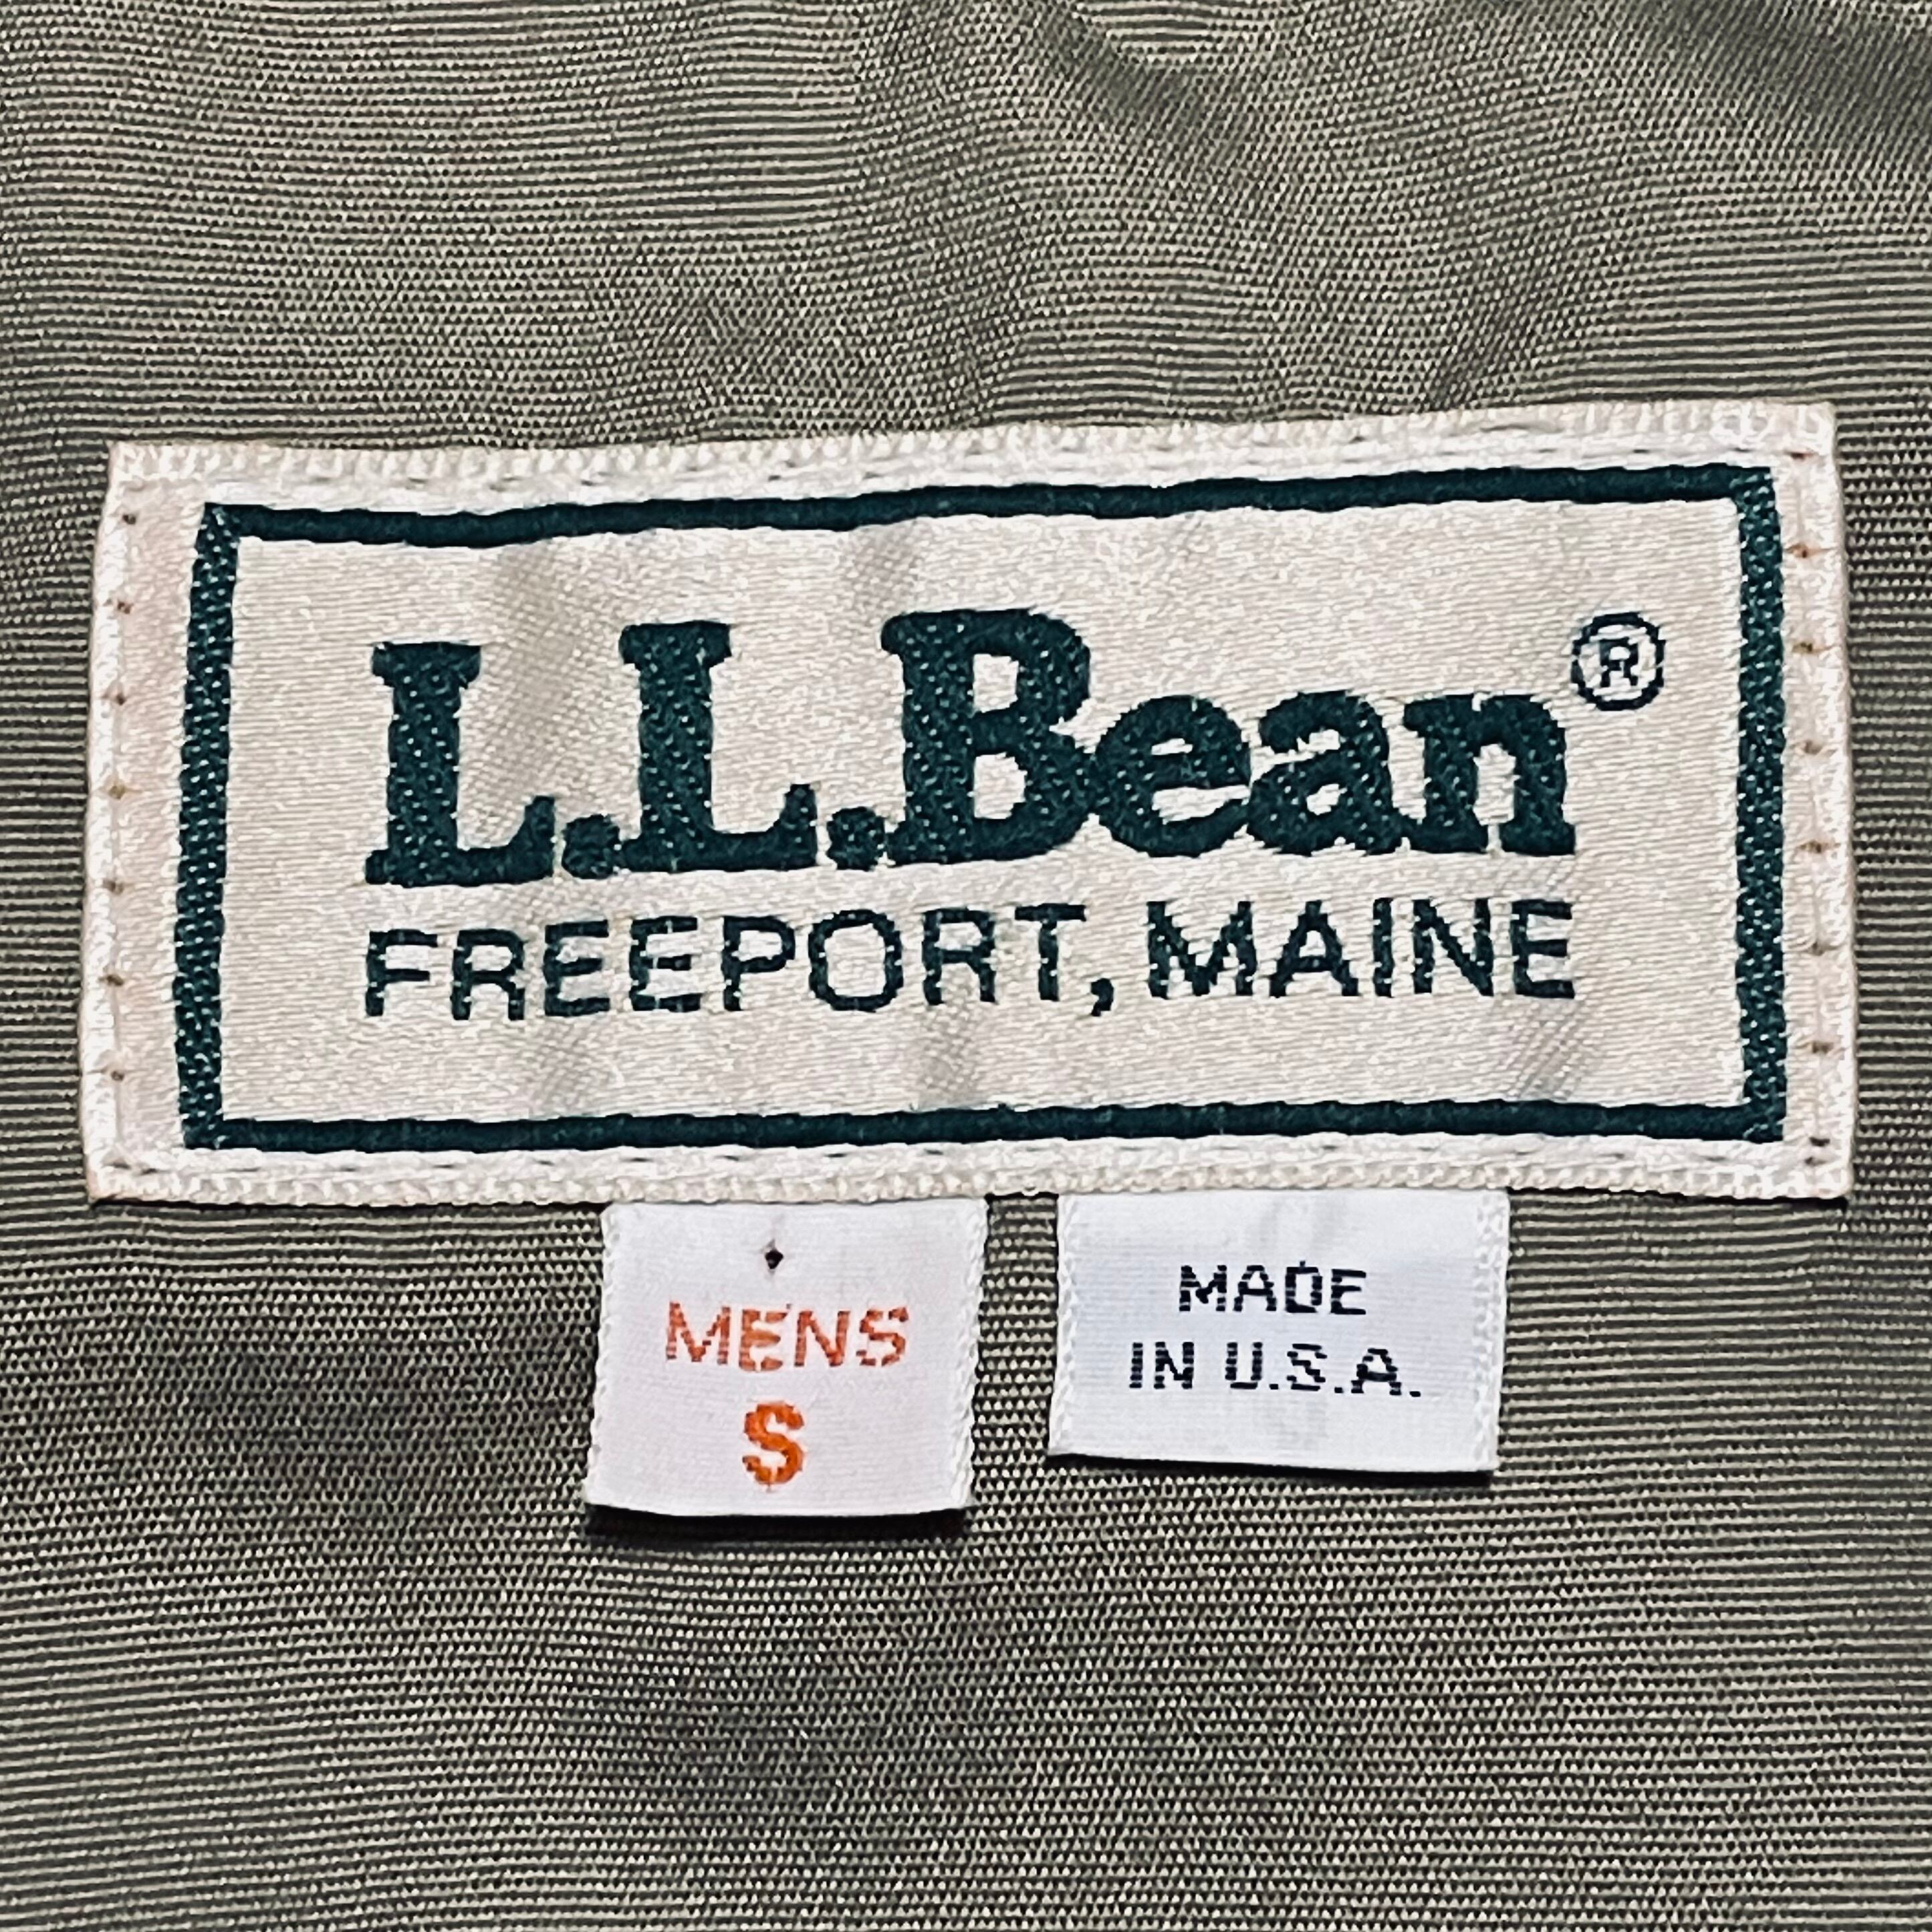 L.L.Bean®
FREEPORT, MAINE
MENS
S
MADE
IN U.S.A.